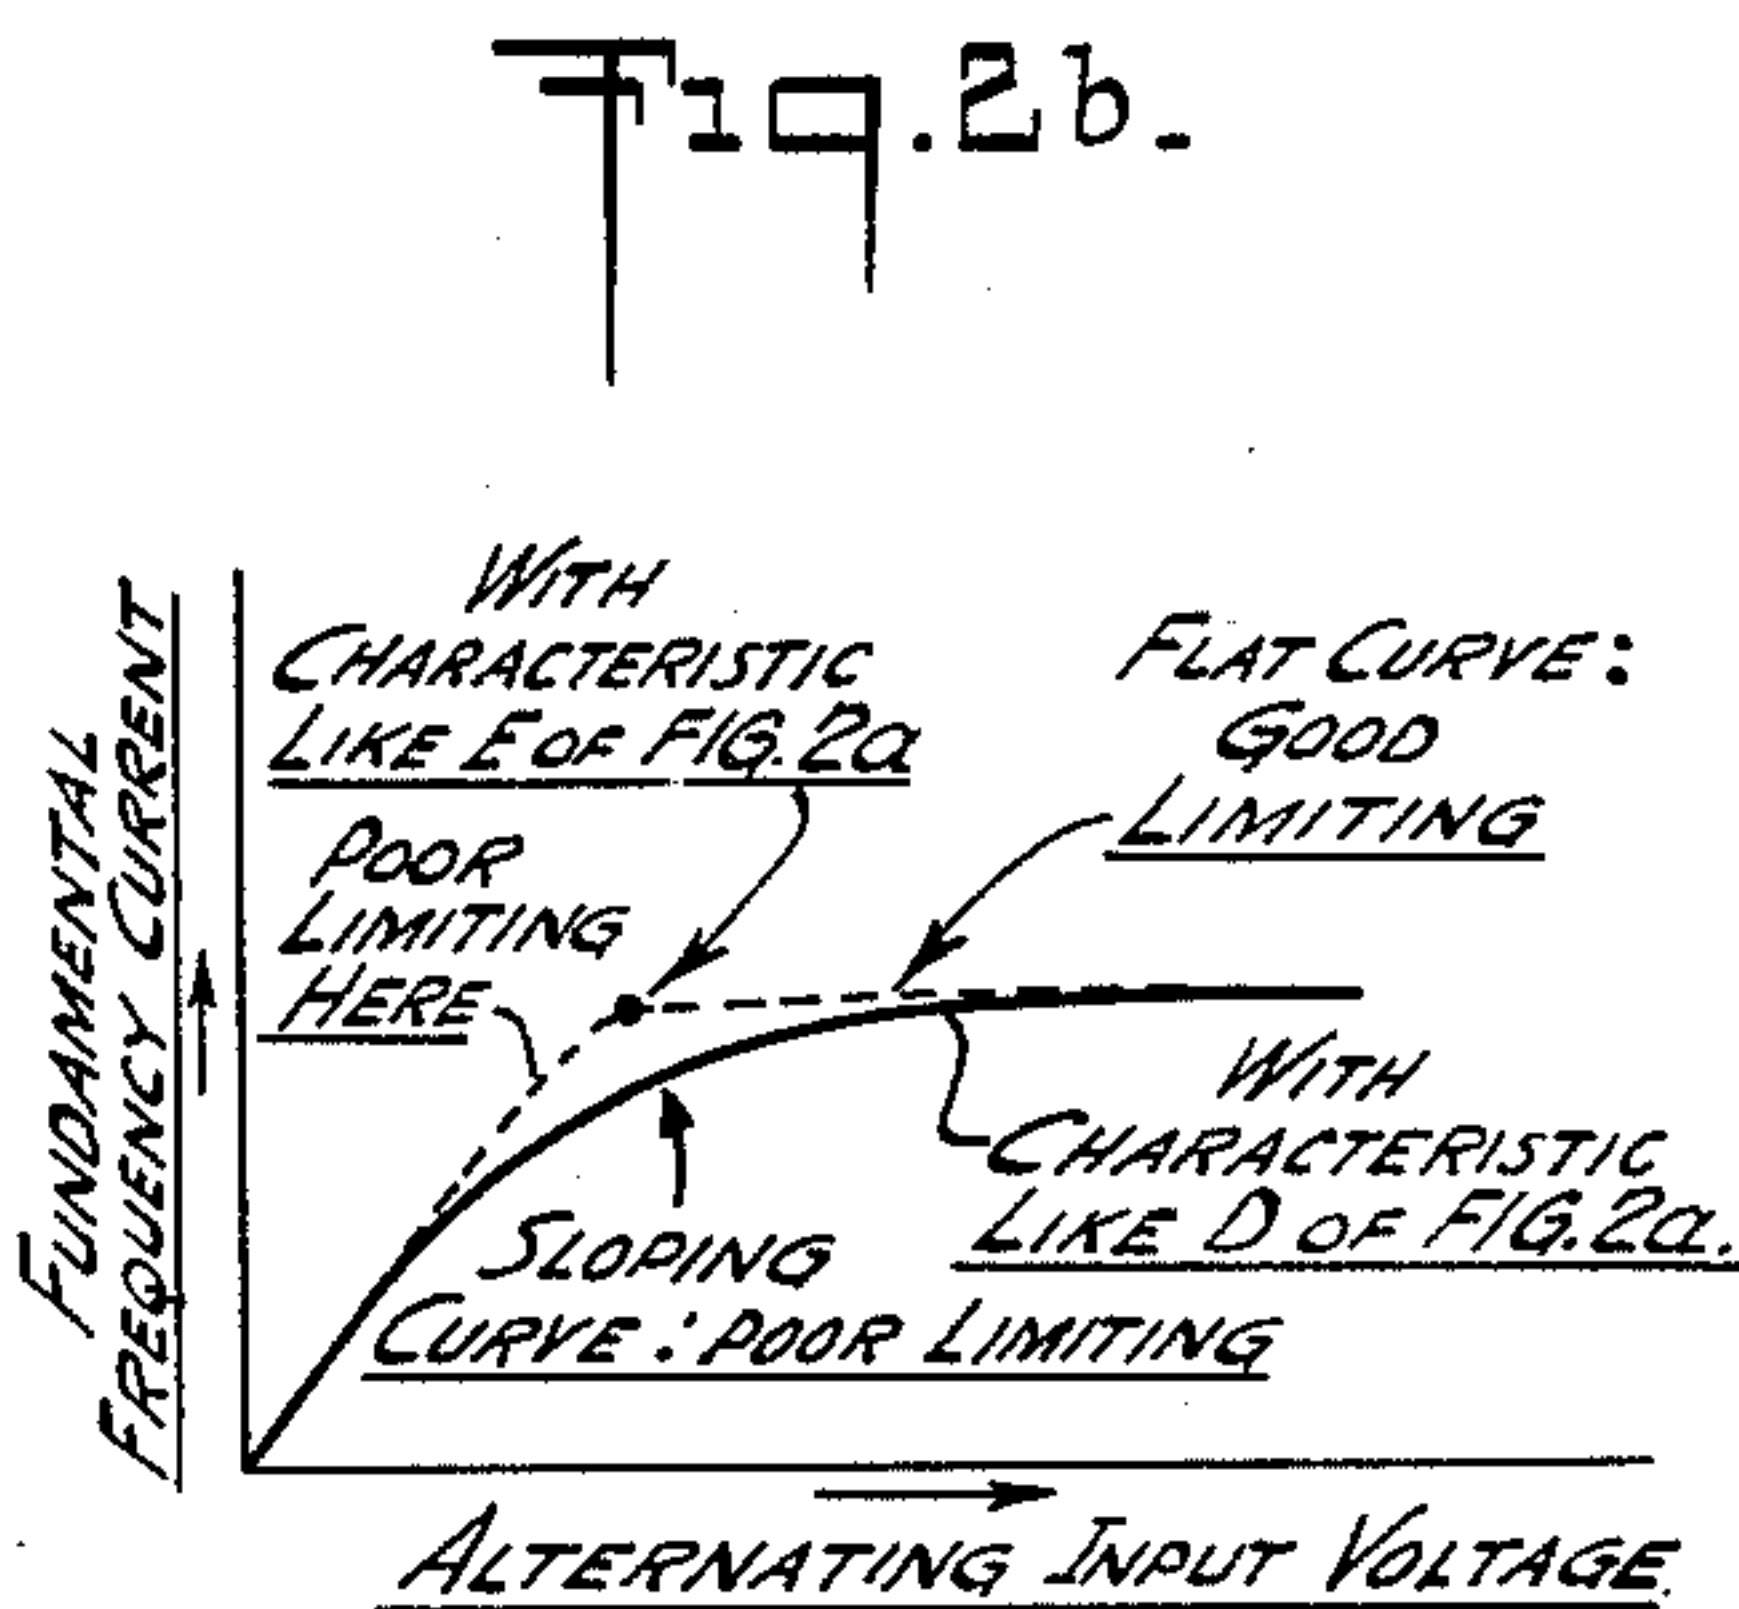 Fig.2b.
WITH
CHARACTERISTIC
LIKE E OF FIG.2a
FLAT CURVE:
GOOD
LIMITING
POOR
LIMITING
HERE
FUNDAMENTAL
FREQUENCY CURRENT
WITH
CHARACTERISTIC
LIKE D OF FIG.2a.
SLOPING
CURVE: POOR LIMITING
ALTERNATING INPUT VOLTAGE.